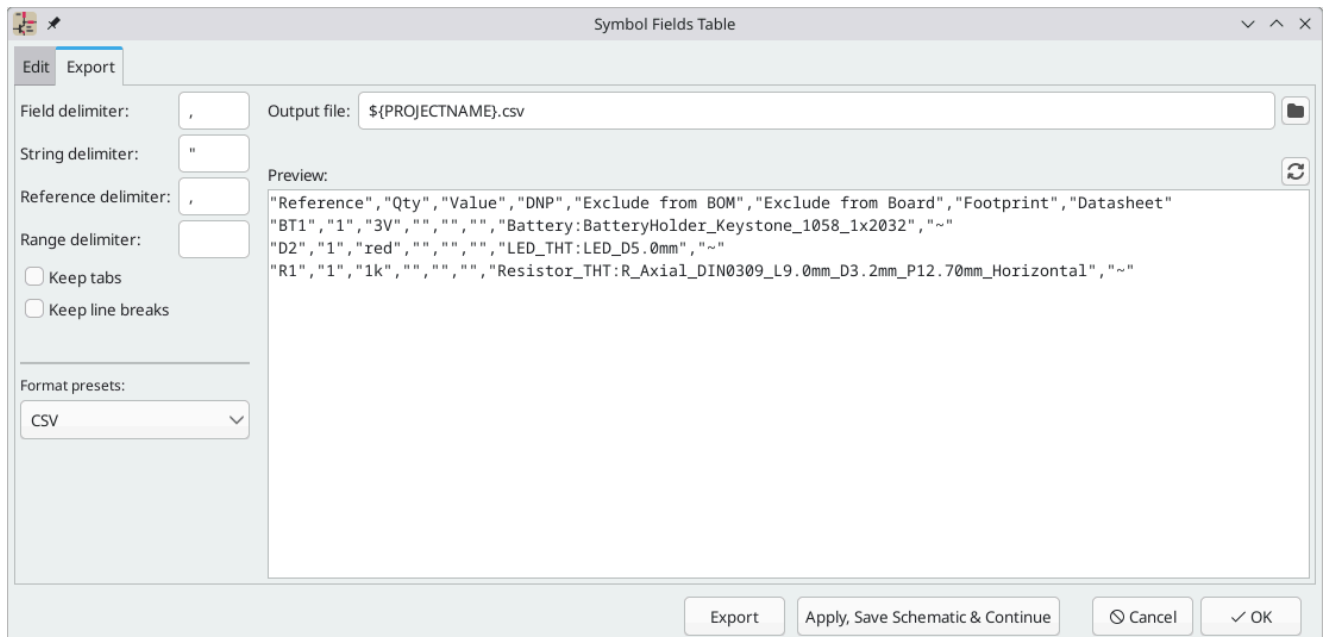 Symbol Fields Table
Edit Export
Field delimiter: ,
Output file: ${PROJECTNAME}.csv
String delimiter: "
Preview:
Reference delimiter: ,
Range delimiter:
Keep tabs
Keep line breaks
Format presets:
CSV
"Reference","Qty","Value","DNP","Exclude from BOM","Exclude from Board","Footprint","Datasheet"
"BT1","1","3V","","","","Battery:BatteryHolder_Keystone_1058_1x2032","~"
"D2","1","red","","","","LED_THT:LED_D5.0mm","~"
"R1","1","1k","","","","Resistor_THT:R_Axial_DIN0309_L9.0mm_D3.2mm_P12.70mm_Horizontal","~"
Export Apply, Save Schematic & Continue Cancel OK